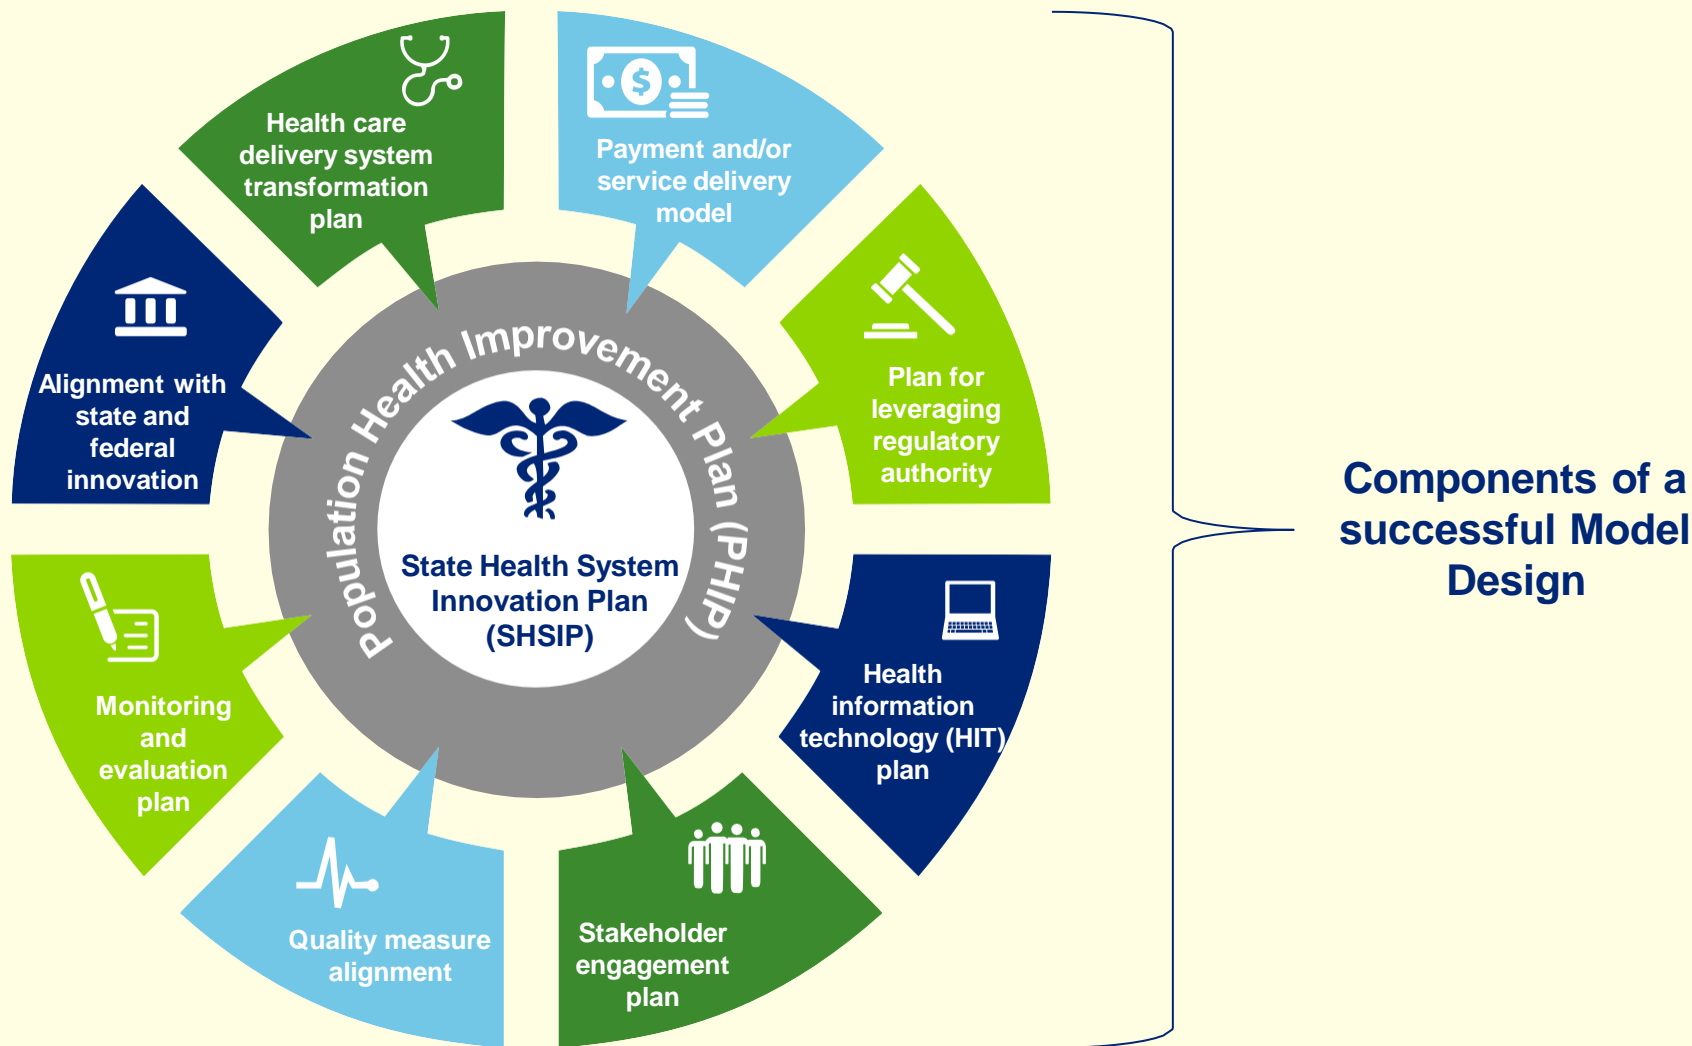 Health care
delivery system
transformation
plan
Payment and/or
service delivery
model
Plan for
leveraging
regulatory
authority
Health
information
technology (HIT)
plan
Stakeholder
engagement
plan
Quality measure
alignment
Monitoring
and
evaluation
plan
Alignment with
state and
federal
innovation
Population Health Improvement Plan (PHIP)
State Health System
Innovation Plan
(SHSIP)
Components of a
successful Model
Design
$